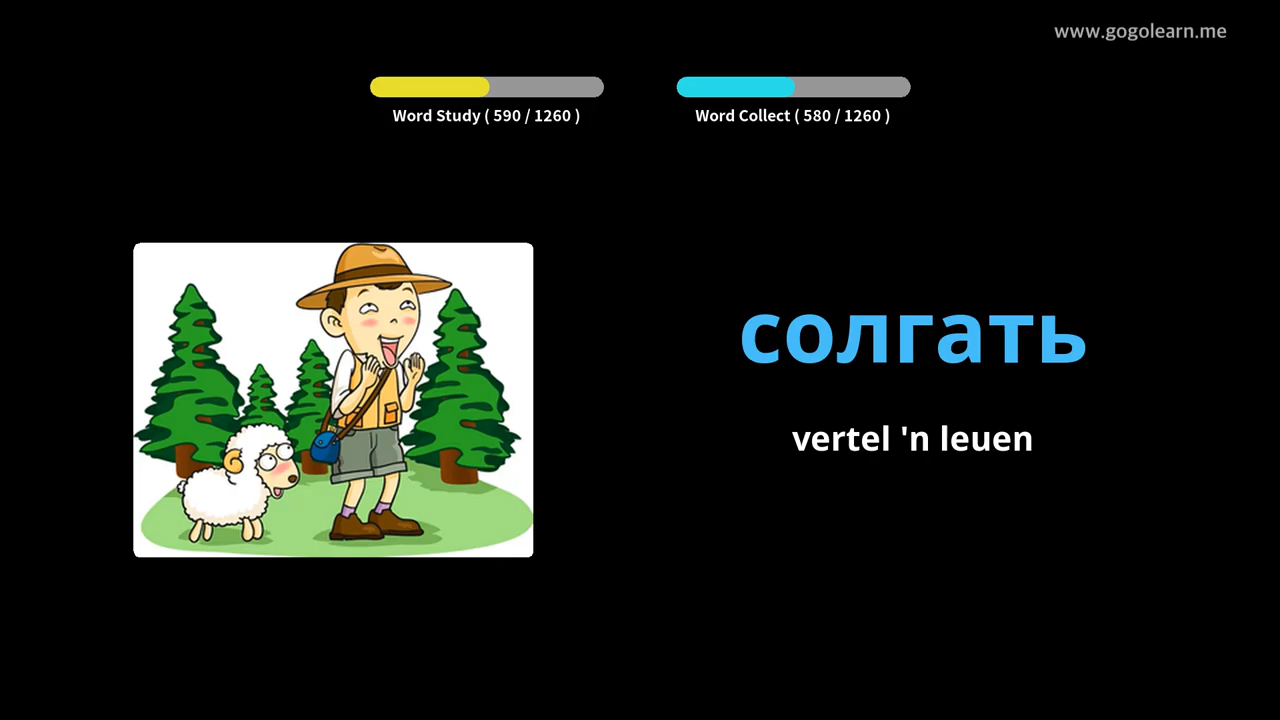 www.gogolearn.me
Word Study ( 590 / 1260 )
Word Collect ( 580 / 1260 )
солгать
vertel 'n leuen